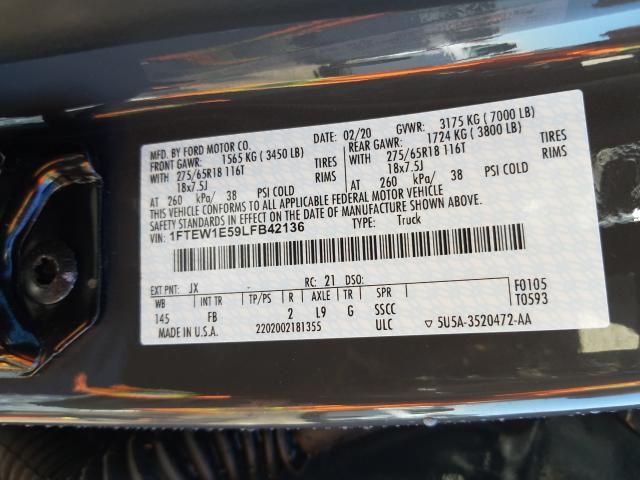 MFD. BY FORD MOTOR CO. DATE: 02/20 GVWR: 3175 KG ( 7000 LB)
FRONT GAWR: 1565 KG ( 3450 LB) REAR GAWR: 1724 KG ( 3800 LB)
WITH 275/65R18 116T TIRES WITH 275/65R18 116T TIRES
18x7.5J RIMS 18x7.5J RIMS
AT 260 kPa/ 38 PSI COLD AT 260 kPa/ 38 PSI COLD
THIS VEHICLE CONFORMS TO ALL APPLICABLE FEDERAL MOTOR VEHICLE
SAFETY STANDARDS IN EFFECT ON THE DATE OF MANUFACTURE SHOWN ABOVE.
VIN: 1FTEW1E59LFB42136 TYPE: Truck
EXT PNT: JX RC: 21 DSO: F0105
WB INT TR TP/PS R AXLE TR SPR T0593
145 FB 2 L9 G SSCC
MADE IN U.S.A. 2202002181355 ULC ▽ 5U5A-3520472-AA